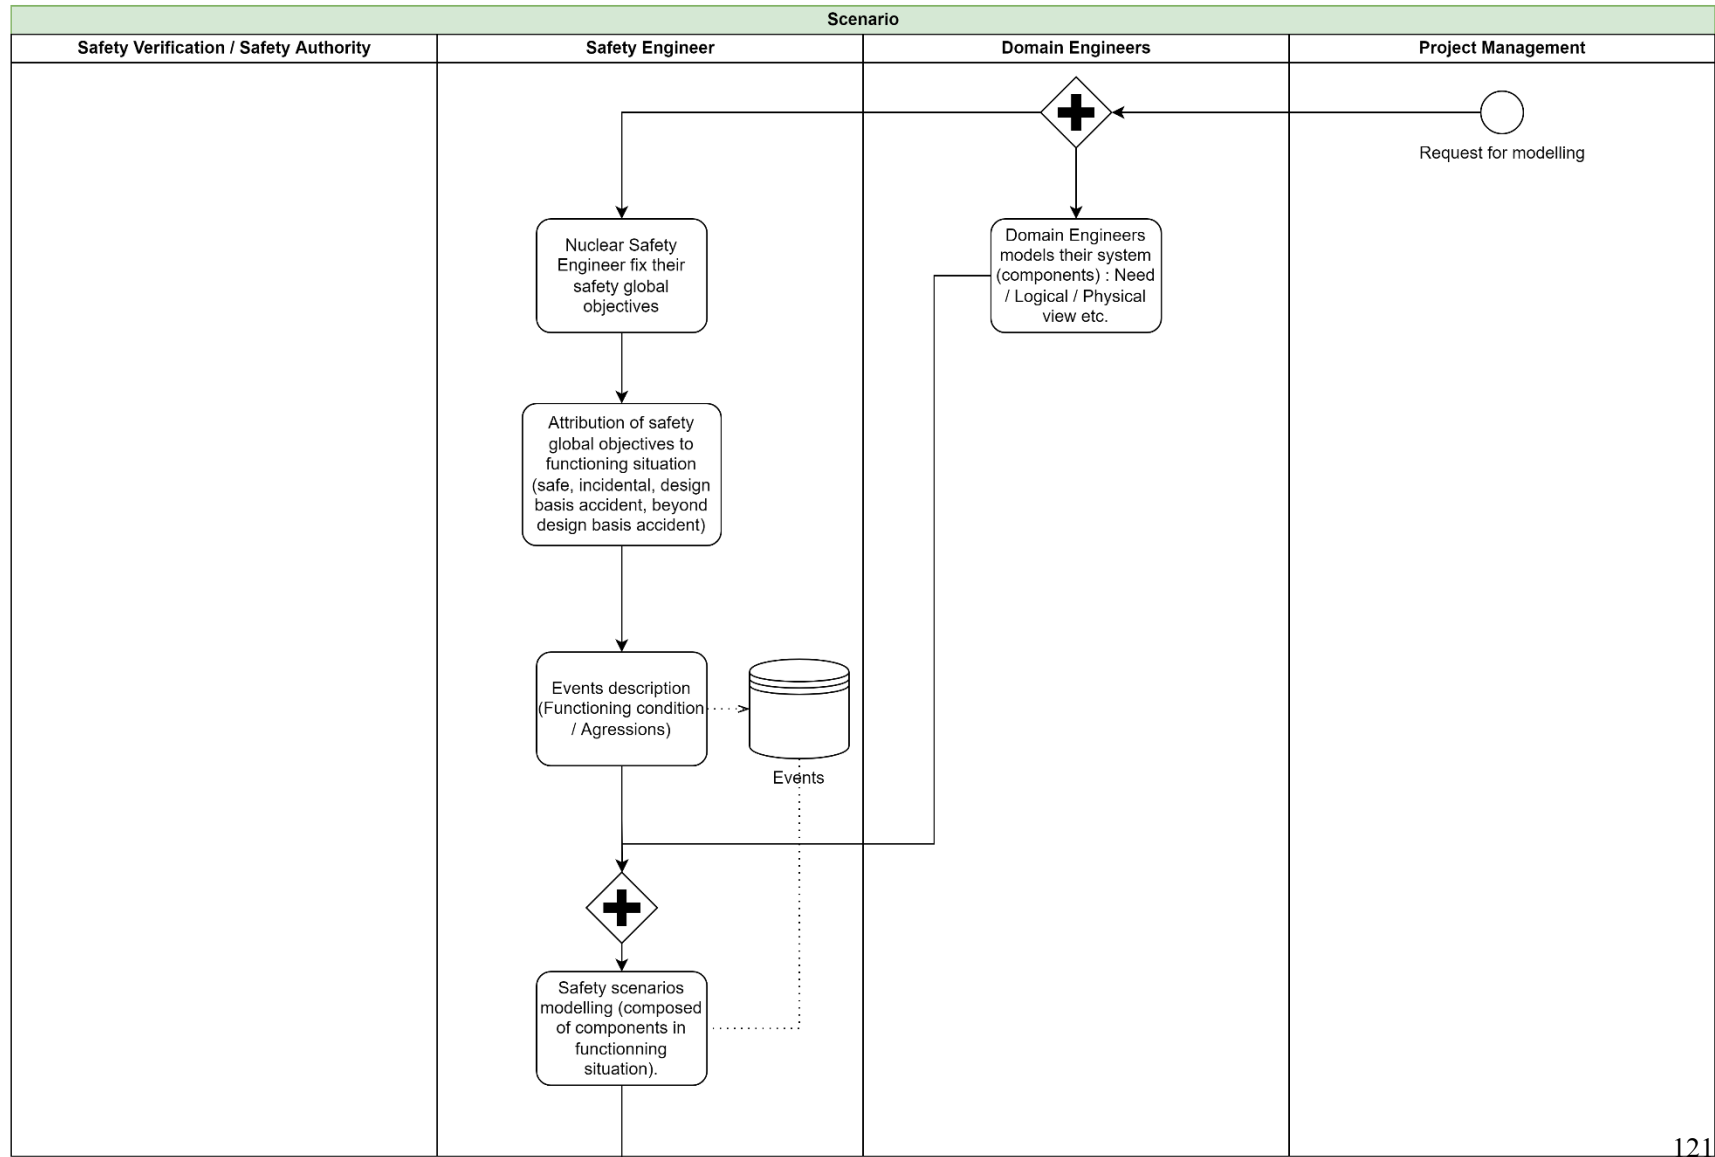 Scenario
Safety Verification / Safety Authority
Safety Engineer
Domain Engineers
Project Management
Request for modelling
Nuclear Safety
Engineer fix their
safety global
objectives
Domain Engineers
models their system
(components) : Need
/ Logical / Physical
view etc.
Attribution of safety
global objectives to
functioning situation
(safe, incidental, design
basis accident, beyond
design basis accident)
Events description
(Functioning condition
/ Agressions)
Events
Safety scenarios
modelling (composed
of components in
functionning
situation).
121